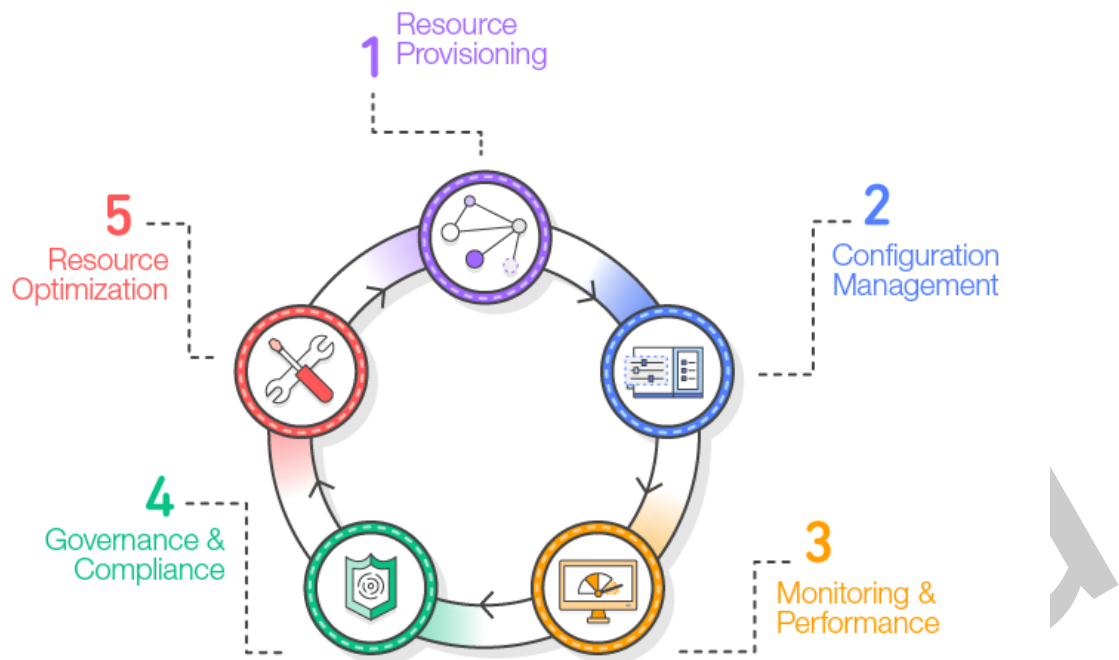 1
Resource
Provisioning
2
Configuration
Management
3
Monitoring &
Performance
4
Governance &
Compliance
5
Resource
Optimization